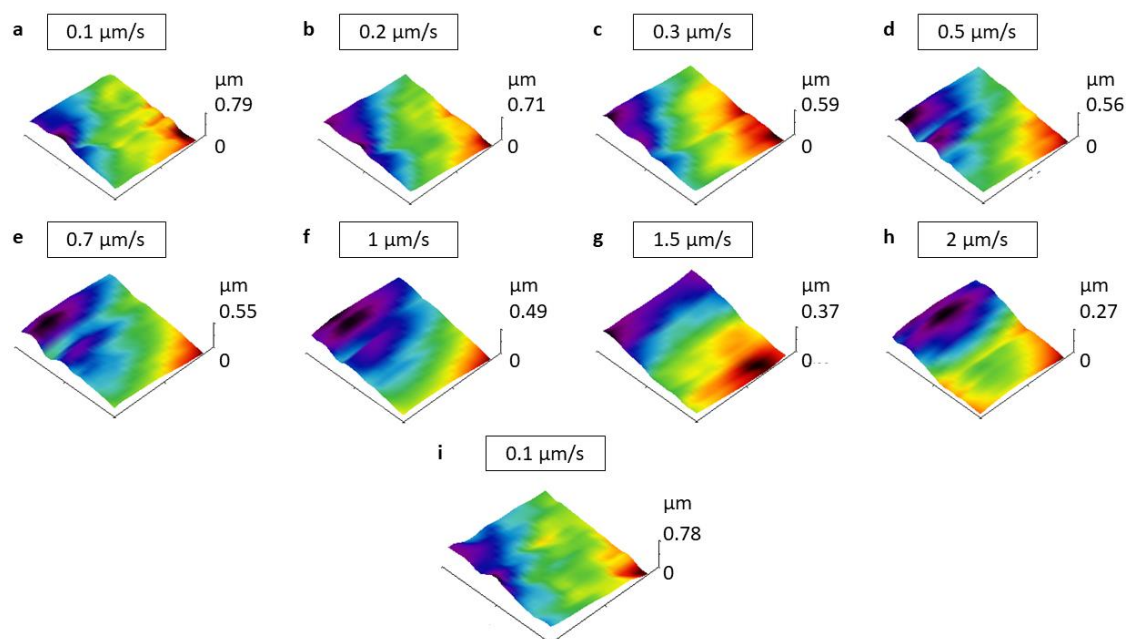 a 0.1 µm/s
b 0.2 µm/s
c 0.3 µm/s
d 0.5 µm/s
µm
0.79
0
µm
0.71
0
µm
0.59
0
µm
0.56
0
e 0.7 µm/s
f 1 µm/s
g 1.5 µm/s
h 2 µm/s
µm
0.55
0
µm
0.49
0
µm
0.37
0
µm
0.27
0
i 0.1 µm/s
µm
0.78
0